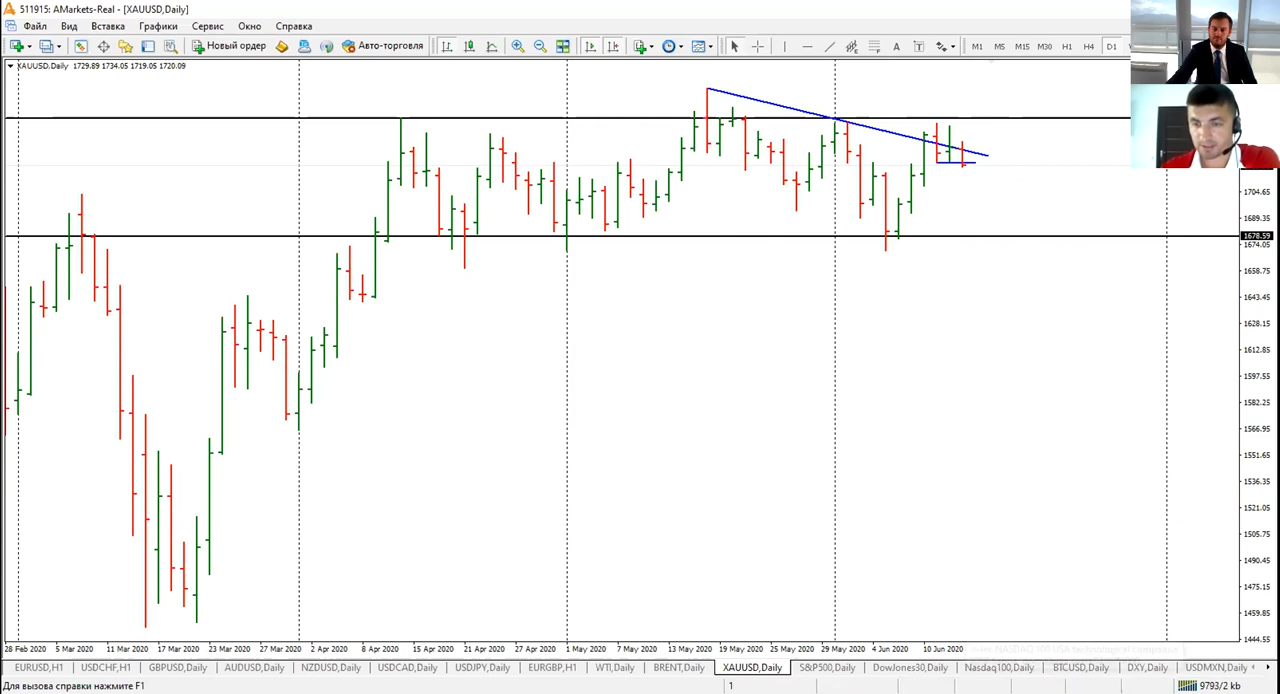 511915: AMarkets-Real - [XAUUSD,Daily]
Файл Вид Вставка Графики Сервис Окно Справка
Новый ордер Авто-торговля A T M1 M5 M15 M30 H1 H4 D1
XAUUSD.Daily 1729.89 1734.05 1719.05 1720.09
1704.65
1689.35
1678.59
1674.05
1658.75
1643.45
1628.15
1612.85
1597.55
1582.25
1566.95
1551.65
1536.35
1521.05
1505.75
1490.45
1475.15
1459.85
1444.55
28 Feb 2020 5 Mar 2020 11 Mar 2020 17 Mar 2020 23 Mar 2020 27 Mar 2020 2 Apr 2020 8 Apr 2020 15 Apr 2020 21 Apr 2020 27 Apr 2020 1 May 2020 7 May 2020 13 May 2020 19 May 2020 25 May 2020 29 May 2020 4 Jun 2020 10 Jun 2020
EURUSD,H1 USDCHF,H1 GBPUSD,Daily AUDUSD,Daily NZDUSD,Daily USDCAD,Daily USDJPY,Daily EURGBP,H1 WTI,Daily BRENT,Daily XAUUSD,Daily S&P500,Daily DowJones30,Daily Nasdaq100,Daily BTCUSD,Daily DXY,Daily USDMXN,Daily
Для вызова справки нажмите F1 1 9793/2 kb